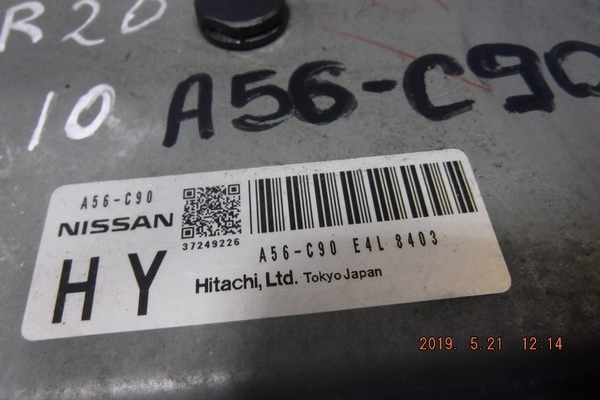 R20
10 A56-C90
A56-C90
NISSAN
37249226
A56-C90 E4L 8403
HY
Hitachi, Ltd. Tokyo Japan
2019. 5.21 12:14